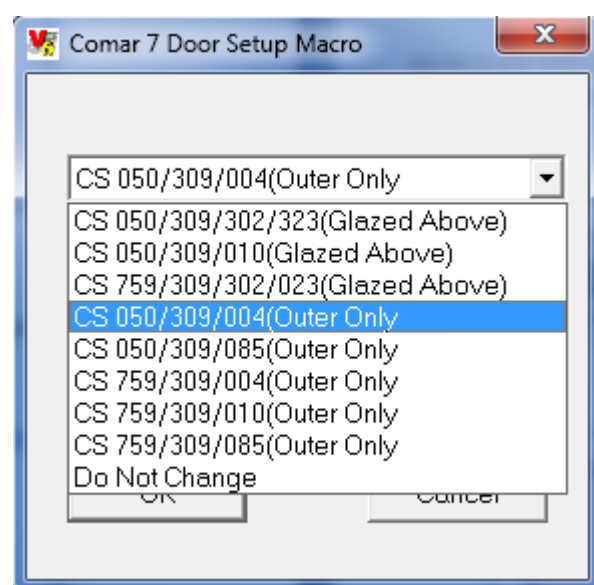 Comar 7 Door Setup Macro
CS 050/309/004(Outer Only
CS 050/309/302/323(Glazed Above)
CS 050/309/010(Glazed Above)
CS 759/309/302/023(Glazed Above)
CS 050/309/004(Outer Only
CS 050/309/085(Outer Only
CS 759/309/004(Outer Only
CS 759/309/010(Outer Only
CS 759/309/085(Outer Only
Do Not Change
OK Cancel